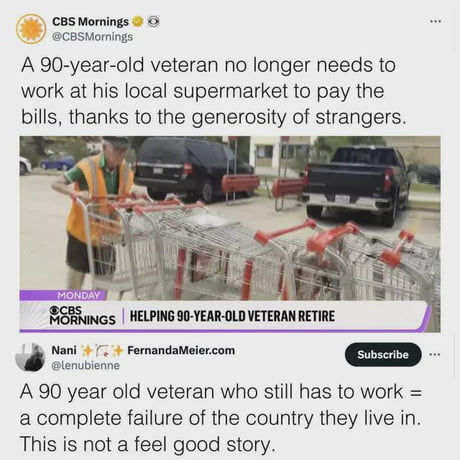 CBS Mornings
@CBSMornings
A 90-year-old veteran no longer needs to
work at his local supermarket to pay the
bills, thanks to the generosity of strangers.
MONDAY
CBS
MORNINGS
HELPING 90-YEAR-OLD VETERAN RETIRE
Nani ✨🎠✨ FernandaMeier.com
@lenubienne
Subscribe
A 90 year old veteran who still has to work =
a complete failure of the country they live in.
This is not a feel good story.